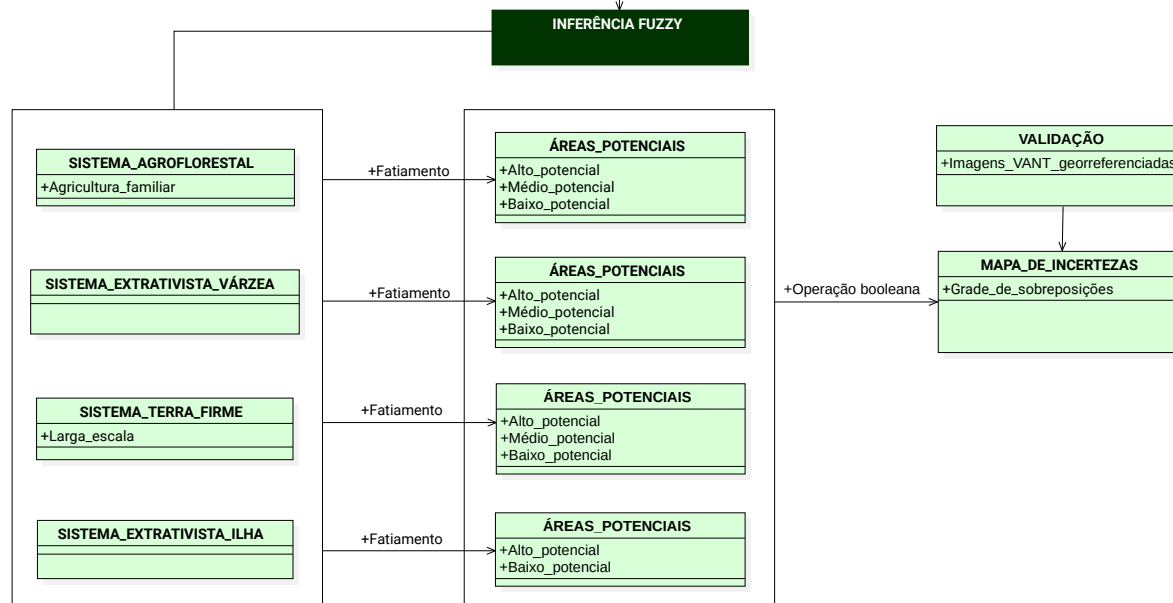 INFERÊNCIA FUZZY
SISTEMA_AGROFLORESTAL
+Agricultura_familiar
+Fatiamento
ÁREAS_POTENCIAIS
+Alto_potencial
+Médio_potencial
+Baixo_potencial
SISTEMA_EXTRATIVISTA_VÁRZEA
+Fatiamento
ÁREAS_POTENCIAIS
+Alto_potencial
+Médio_potencial
+Baixo_potencial
SISTEMA_TERRA_FIRME
+Larga_escala
+Fatiamento
ÁREAS_POTENCIAIS
+Alto_potencial
+Médio_potencial
+Baixo_potencial
SISTEMA_EXTRATIVISTA_ILHA
+Fatiamento
ÁREAS_POTENCIAIS
+Alto_potencial
+Baixo_potencial
+Operação booleana
VALIDAÇÃO
+Imagens_VANT_georreferenciadas
MAPA_DE_INCERTEZAS
+Grade_de_sobreposições